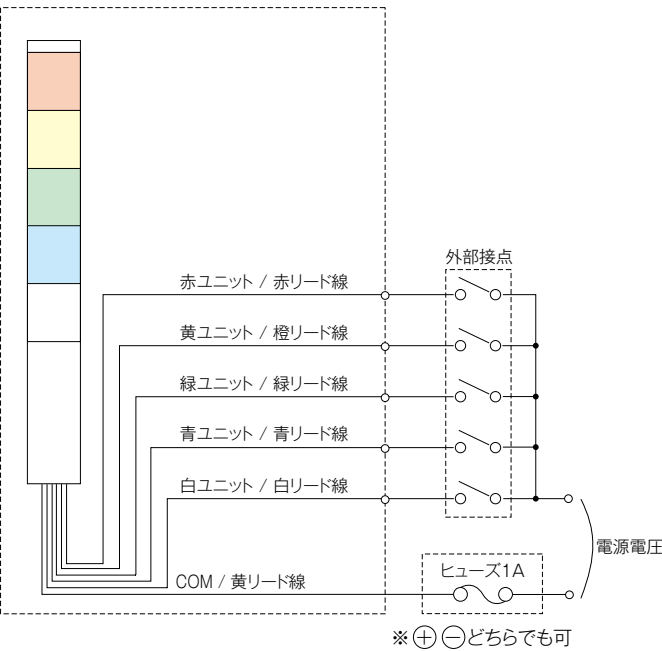 外部接点
赤ユニット / 赤リード線
黄ユニット / 橙リード線
緑ユニット / 緑リード線
青ユニット / 青リード線
白ユニット / 白リード線
電源電圧
ヒューズ1A
COM / 黄リード線
※⊕⊖どちらでも可